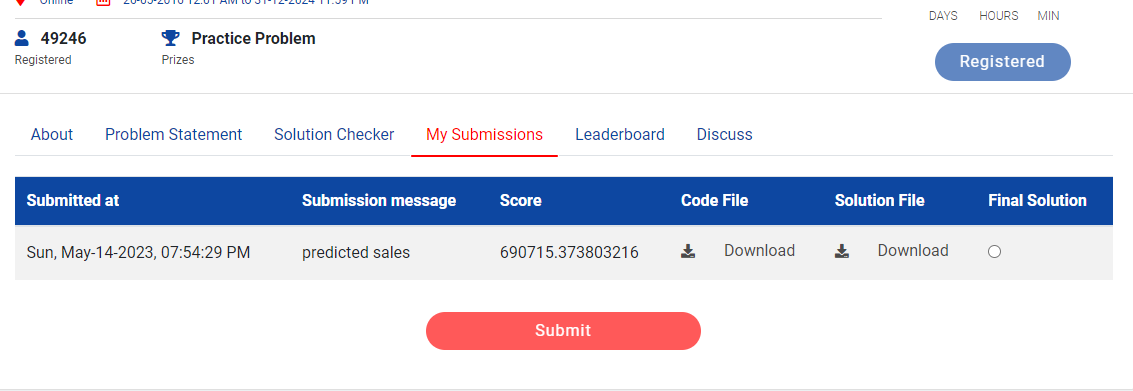 Online
DAYS HOURS MIN
49246 Practice Problem
Registered Prizes
Registered
About Problem Statement Solution Checker My Submissions Leaderboard Discuss
Submitted at Submission message Score Code File Solution File Final Solution
Sun, May-14-2023, 07:54:29 PM predicted sales 690715.373803216 Download Download
Submit